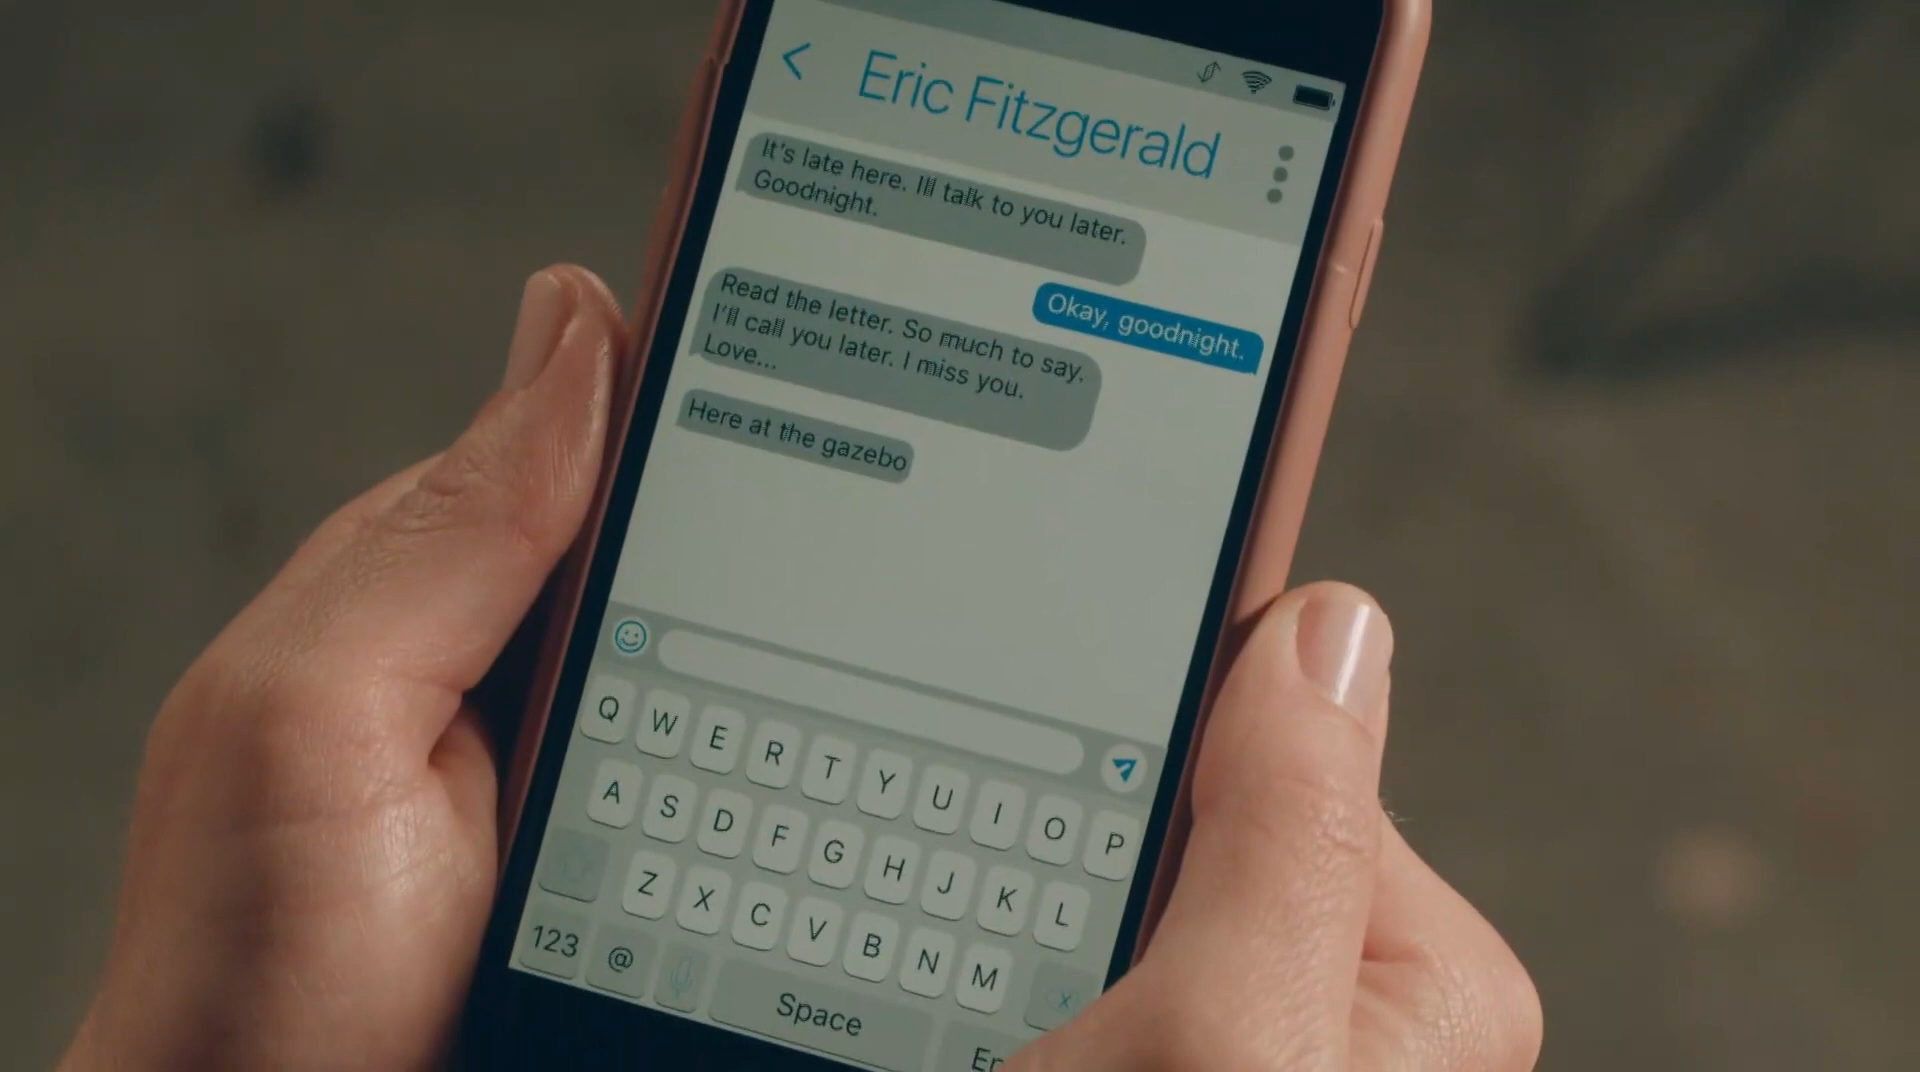 Eric Fitzgerald
It's late here. Ill talk to you later.
Goodnight.
Okay, goodnight.
Read the letter. So much to say.
I'll call you later. I miss you.
Love...
Here at the gazebo
Q W E R T Y U I O P
A S D F G H J K L
Z X C V B N M
123 @ Space